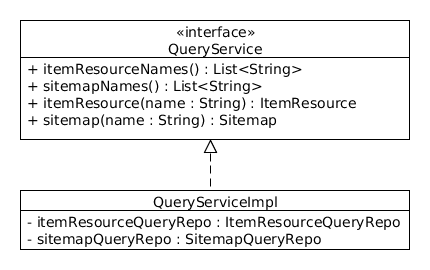 «interface»
QueryService
+ itemResourceNames() : List<String>
+ sitemapNames() : List<String>
+ itemResource(name : String) : ItemResource
+ sitemap(name : String) : Sitemap
QueryServiceImpl
- itemResourceQueryRepo : ItemResourceQueryRepo
- sitemapQueryRepo : SitemapQueryRepo